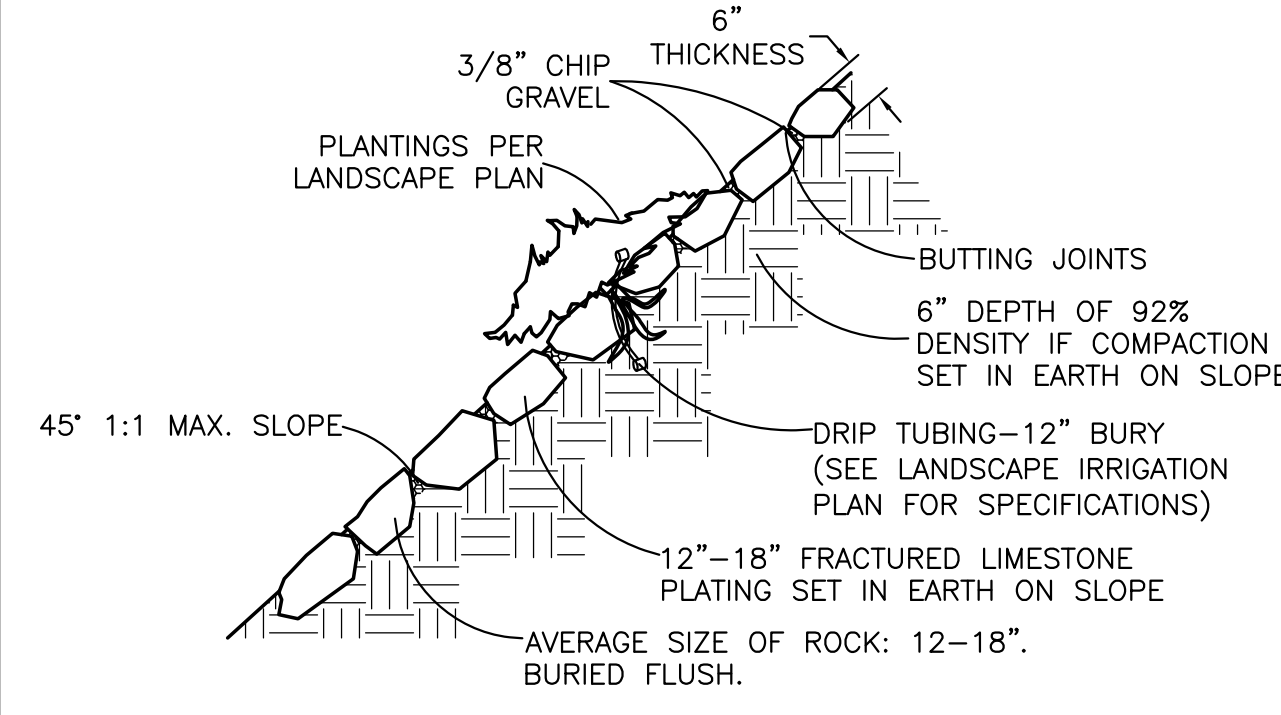 6”
THICKNESS
3/8” CHIP
GRAVEL
PLANTINGS PER
LANDSCAPE PLAN
BUTTING JOINTS
6” DEPTH OF 92%
DENSITY IF COMPACTION
SET IN EARTH ON SLOPE
45° 1:1 MAX. SLOPE
DRIP TUBING–12” BURY
(SEE LANDSCAPE IRRIGATION
PLAN FOR SPECIFICATIONS)
12”–18” FRACTURED LIMESTONE
PLATING SET IN EARTH ON SLOPE
AVERAGE SIZE OF ROCK: 12–18”.
BURIED FLUSH.